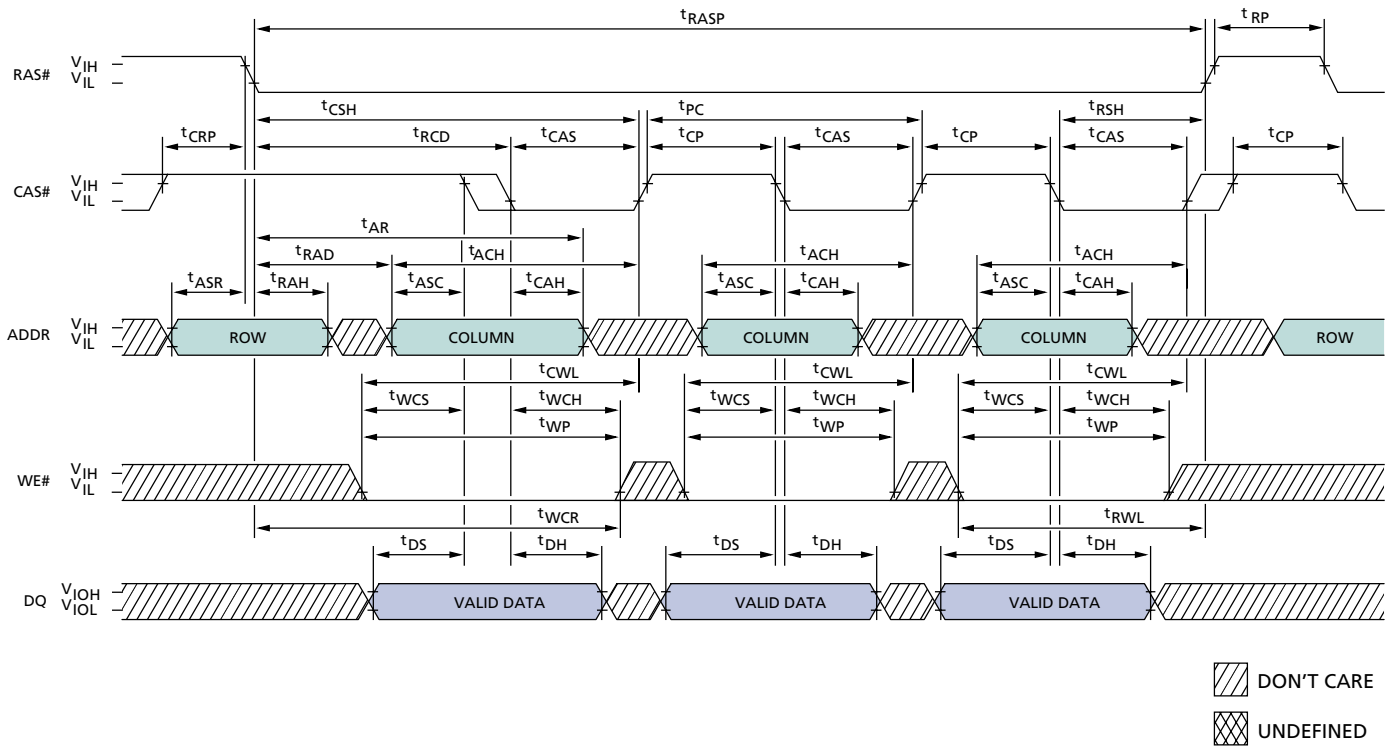 tRASP tRP
RAS# VIH
VIL
tCSH tPC tRSH
tCRP tRCD tCAS tCP tCAS tCP tCAS tCP
CAS# VIH
VIL
tAR
tRAD tACH tACH tACH
tASR tRAH tASC tCAH tASC tCAH tASC tCAH
ADDR VIH
VIL
ROW COLUMN COLUMN COLUMN ROW
tCWL tCWL tCWL
tWCS tWCH tWCS tWCH tWCS tWCH
tWP tWP tWP
WE# VIH
VIL
tWCR tRWL
tDS tDH tDS tDH tDS tDH
DQ VIOH
VIOL
VALID DATA VALID DATA VALID DATA
DON'T CARE
UNDEFINED